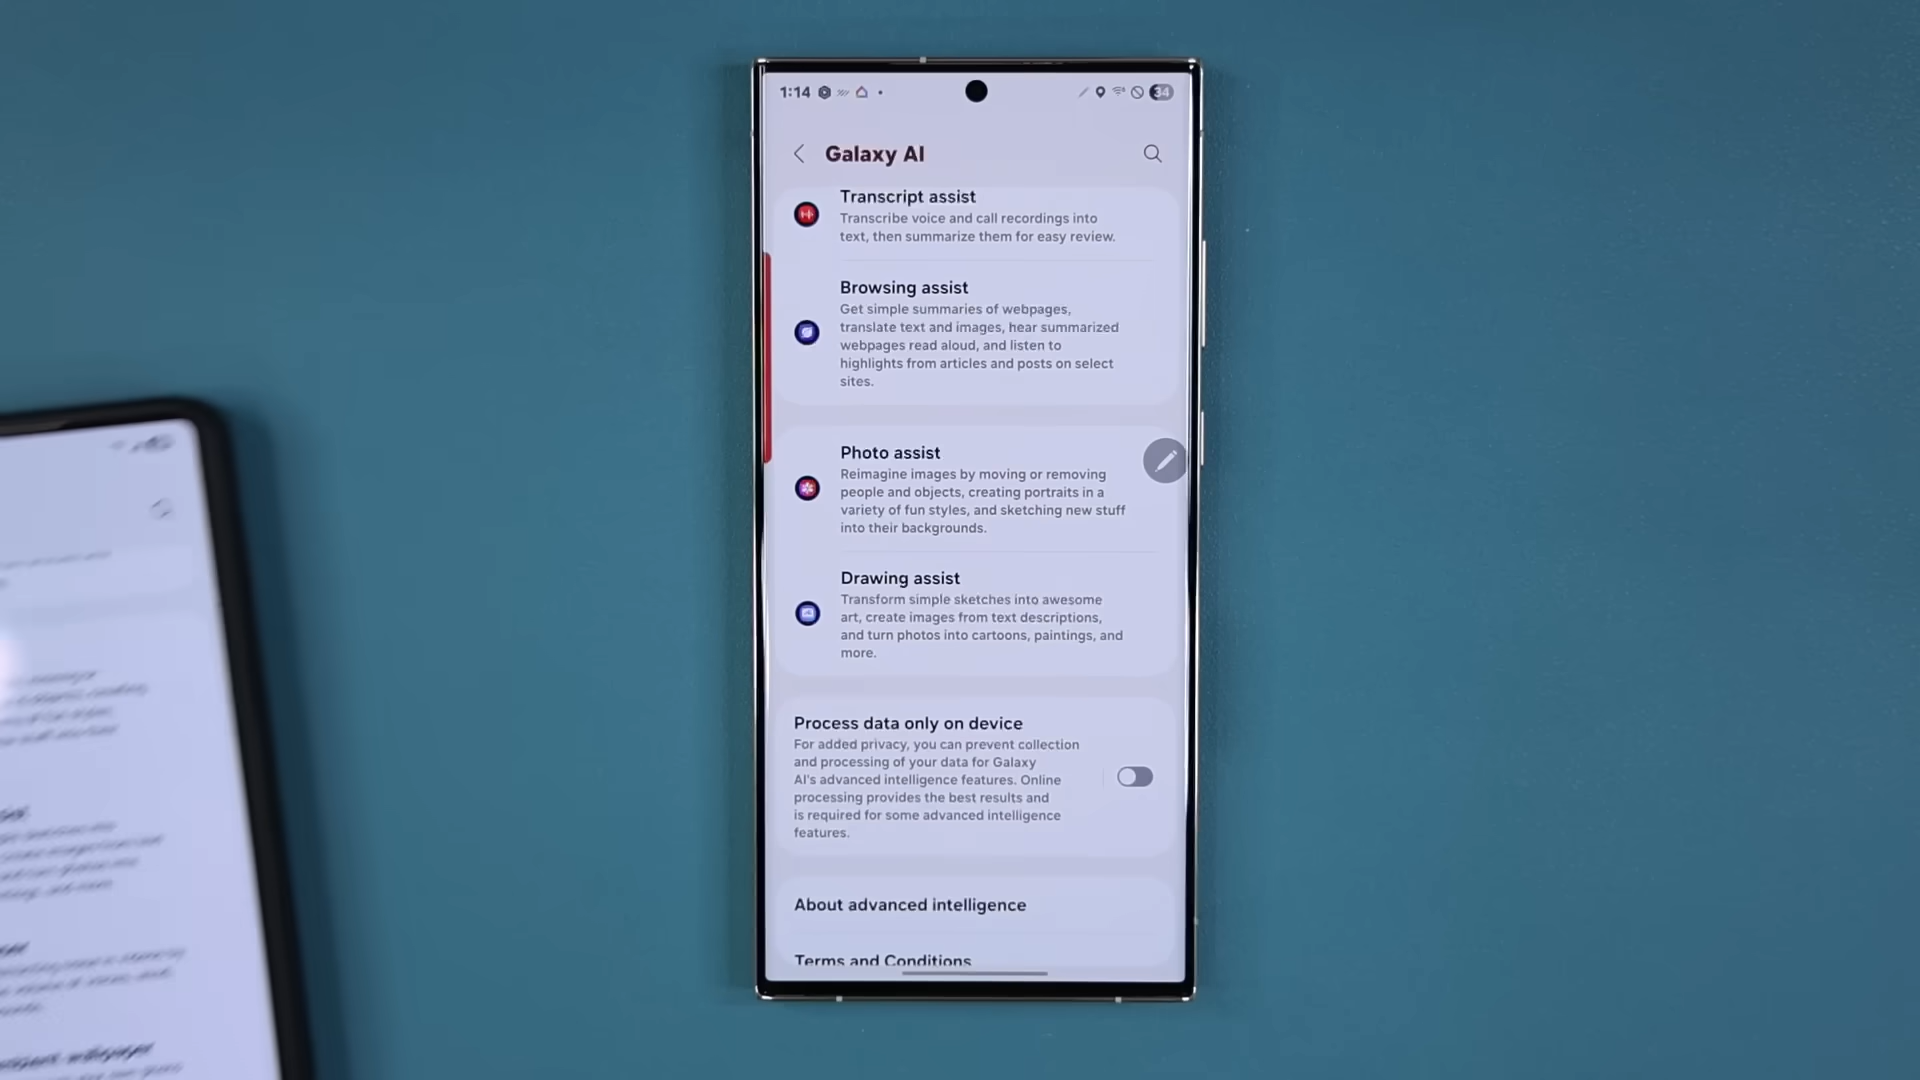 1:14
34
Galaxy AI
Transcript assist
Transcribe voice and call recordings into
text, then summarize them for easy review.
Browsing assist
Get simple summaries of webpages,
translate text and images, hear summarized
webpages read aloud, and listen to
highlights from articles and posts on select
sites.
Photo assist
Reimagine images by moving or removing
people and objects, creating portraits in a
variety of fun styles, and sketching new stuff
into their backgrounds.
Drawing assist
Transform simple sketches into awesome
art, create images from text descriptions,
and turn photos into cartoons, paintings, and
more.
Process data only on device
For added privacy, you can prevent collection
and processing of your data for Galaxy
AI's advanced intelligence features. Online
processing provides the best results and
is required for some advanced intelligence
features.
About advanced intelligence
Terms and Conditions